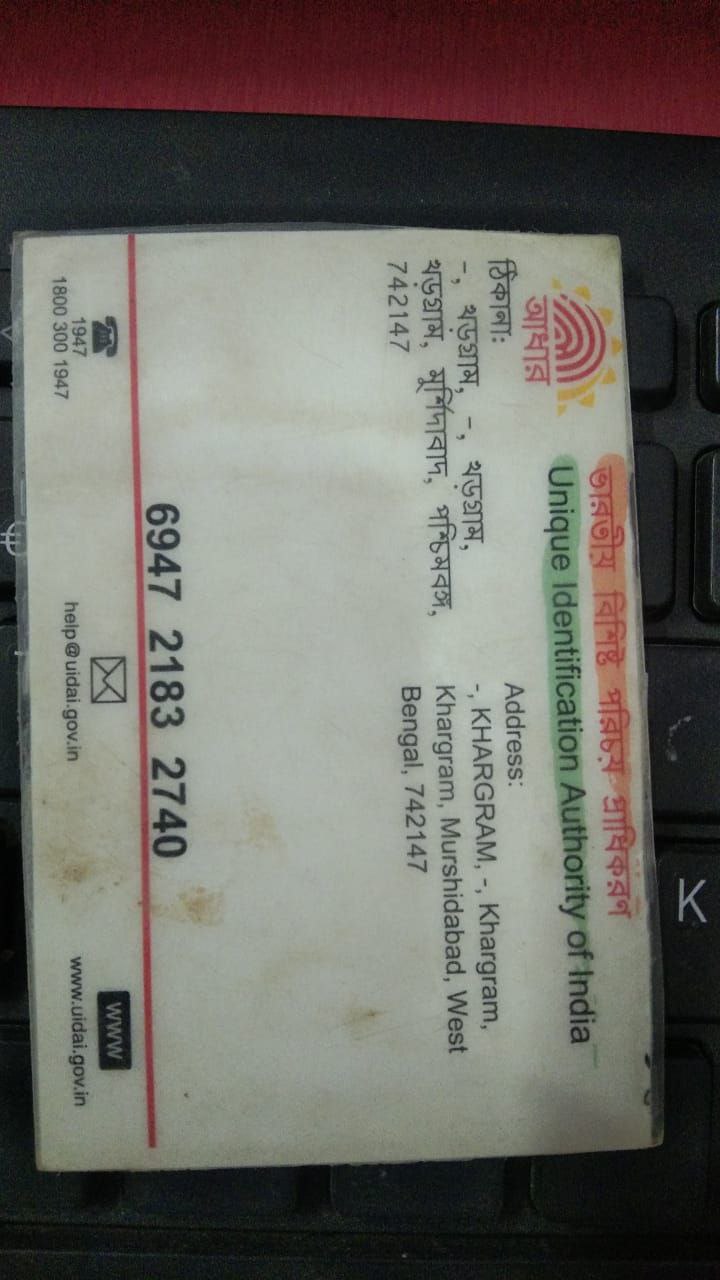 ভারতীয় বিশিষ্ট পরিচয় প্রাধিকরণ
Unique Identification Authority of India
আধার
ঠিকানা:
-, খড়গ্রাম, -, খড়গ্রাম,
খড়গ্রাম, মুর্শিদাবাদ, পশ্চিমবঙ্গ,
742147
Address:
-, KHARGRAM, -, Khargram,
Khargram, Murshidabad, West
Bengal, 742147
6947 2183 2740
1947
1800 300 1947
help@uidai.gov.in
www
www.uidai.gov.in
K